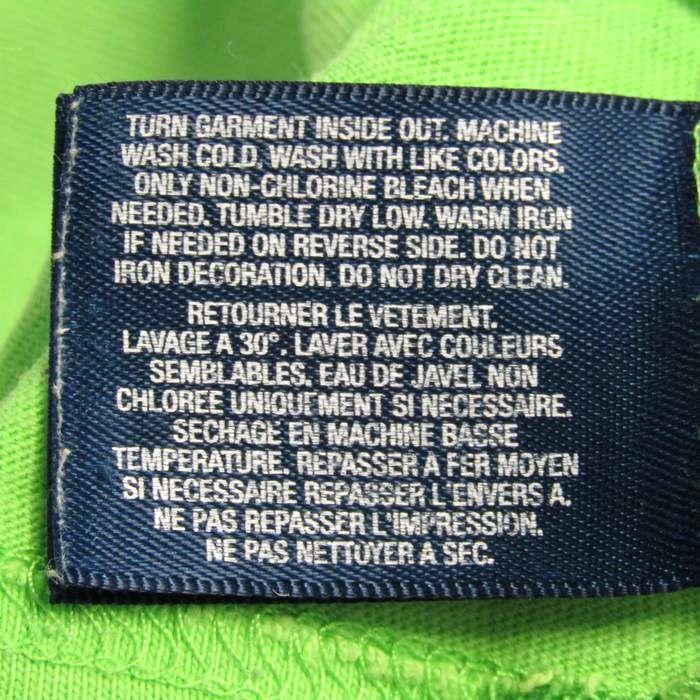 TURN GARMENT INSIDE OUT. MACHINE
WASH COLD, WASH WITH LIKE COLORS.
ONLY NON-CHLORINE BLEACH WHEN
NEEDED. TUMBLE DRY LOW. WARM IRON
IF NEEDED ON REVERSE SIDE. DO NOT
IRON DECORATION. DO NOT DRY CLEAN.
RETOURNER LE VETEMENT.
LAVAGE A 30°. LAVER AVEC COULEURS
SEMBLABLES. EAU DE JAVEL NON
CHLOREE UNIQUEMENT SI NECESSAIRE.
SECHAGE EN MACHINE BASSE
TEMPERATURE. REPASSER A FER MOYEN
SI NECESSAIRE REPASSER L'ENVERS A.
NE PAS REPASSER L'IMPRESSION.
NE PAS NETTOYER A SEC.